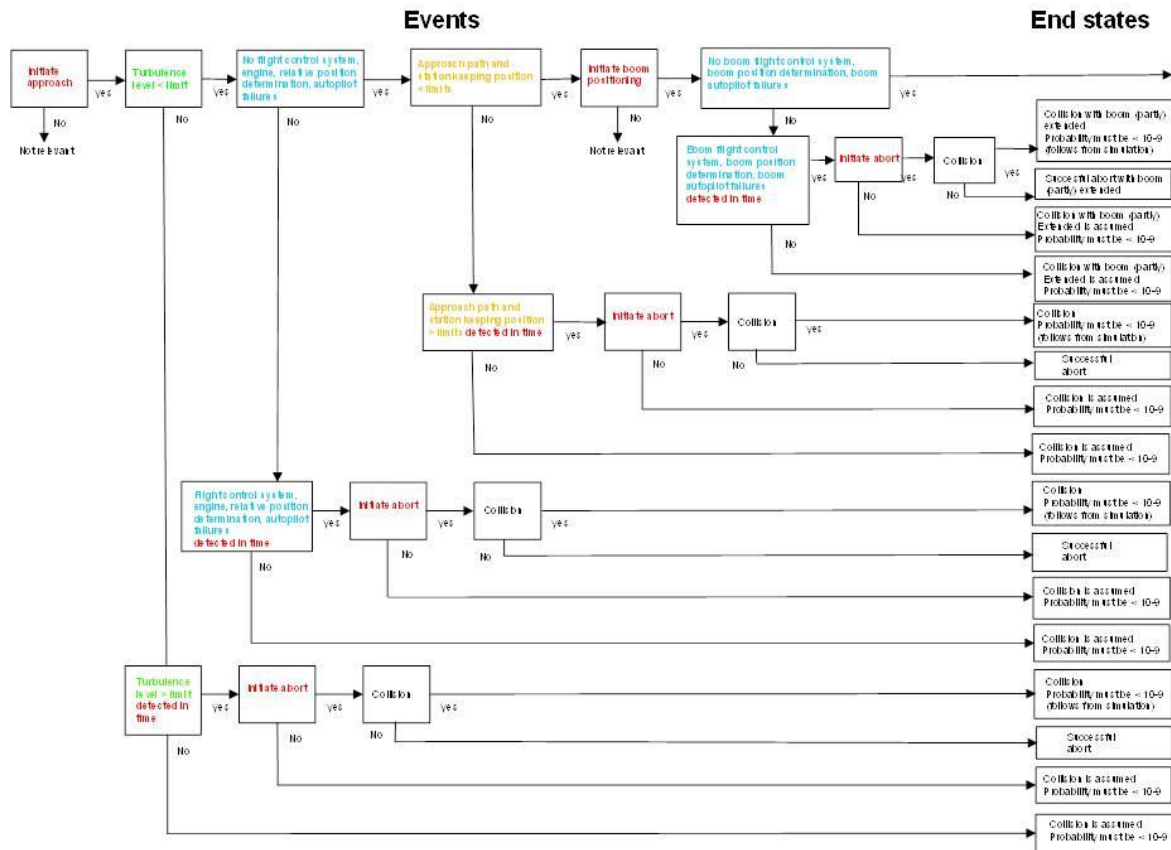 Events
End states
Initiate
approach
yes
No
Not relevant
Turbulence
level < limit
yes
No
No flight control system,
engine, relative position
determination, autopilot
failures
yes
No
Approach path and
station keeping position
< limits
yes
No
Initiate boom
positioning
yes
No
Not relevant
No boom flight control system,
boom position determination, boom
autopilot failures
yes
No
Boom flight control
system, boom position
determination, boom
autopilot failures
detected in time
yes
No
Initiate abort
yes
No
Collision
yes
No
Collision with boom (partly)
extended
Probability must be < 10-9
(follows from simulation)
Successful abort with boom
(partly) extended
Collision with boom (partly)
Extended is assumed
Probability must be < 10-9
Collision with boom (partly)
Extended is assumed
Probability must be < 10-9
Approach path and
station keeping position
> limits detected in time
yes
No
Initiate abort
yes
No
Collision
yes
No
Collision
Probability must be < 10-9
(follows from simulation)
Successful
abort
Collision is assumed
Probability must be < 10-9
Collision is assumed
Probability must be < 10-9
Flight control system,
engine, relative position
determination, autopilot
failures
detected in time
yes
No
Initiate abort
yes
No
Collision
yes
No
Collision
Probability must be < 10-9
(follows from simulation)
Successful
abort
Collision is assumed
Probability must be < 10-9
Collision is assumed
Probability must be < 10-9
Turbulence
level > limit
detected in
time
yes
No
Initiate abort
yes
No
Collision
yes
No
Collision
Probability must be < 10-9
(follows from simulation)
Successful
abort
Collision is assumed
Probability must be < 10-9
Collision is assumed
Probability must be < 10-9